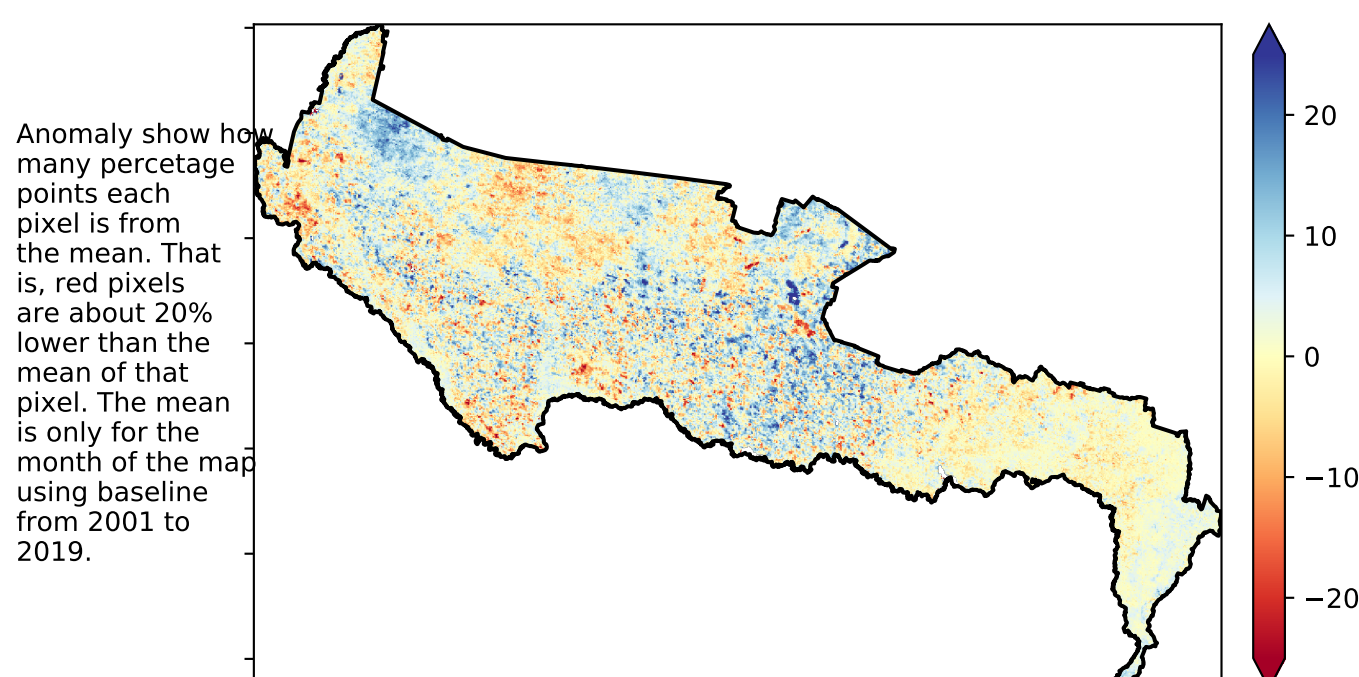 Anomaly show how
many percetage
points each
pixel is from
the mean. That
is, red pixels
are about 20%
lower than the
mean of that
pixel. The mean
is only for the
month of the map
using baseline
from 2001 to
2019.
20
10
0
−10
−20